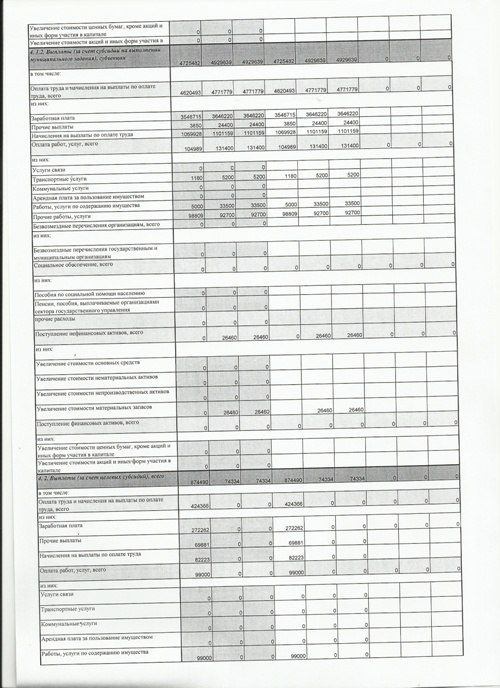 Увеличение стоимости ценных бумаг, кроме акций и
иных форм участия в капитале 0 0 0
Увеличение стоимости акций и иных форм участия в 0 0 0
4.1.2. Выплаты (за счет субсидии на выполнение
муниципального задания), субвенция 4725482 4929639 4929639 4725482 4929639 4929639 0 0 0
в том числе:
Оплата труда и начисления на выплаты по оплате
труда, всего 4620493 4771779 4771779 4620493 4771779 4771779 0 0 0
из них:
Заработная плата 3546715 3646220 3646220 3546715 3646220 3646220
Прочие выплаты 3850 24400 24400 3850 24400 24400
Начисления на выплаты по оплате труда 1069928 1101159 1101159 1069928 1101159 1101159
Оплата работ, услуг, всего 104989 131400 131400 104989 131400 131400 0 0 0
из них:
Услуги связи 0 0 0
Транспортные услуги 1180 5200 5200 1180 5200 5200
Коммунальные услуги 0 0 0
Арендная плата за пользование имуществом 0 0 0
Работы, услуги по содержанию имущества 5000 33500 33500 5000 33500 33500
Прочие работы, услуги 98809 92700 92700 98809 92700 92700
Безвозмездные перечисления организациям, всего 0 0 0
из них:
Безвозмездные перечисления государственным и
муниципальным организациям 0 0 0
Социальное обеспечение, всего 0 0 0 0 0 0 0 0 0
из них:
Пособия по социальной помощи населению 0 0 0
Пенсии, пособия, выплачиваемые организациями
сектора государственного управления 0 0 0
прочие расходы 0 0 0
Поступление нефинансовых активов, всего 0 26460 26460 0 26460 26460 0 0 0
из них:
Увеличение стоимости основных средств 0 0 0
Увеличение стоимости нематериальных активов 0 0 0
Увеличение стоимости непроизводственных активов 0 0 0
Увеличение стоимости материальных запасов 0 26460 26460 26460 26460
Поступление финансовых активов, всего 0 0 0 0 0 0 0 0 0
из них:
Увеличение стоимости ценных бумаг, кроме акций и
иных форм участия в капитале 0 0 0
Увеличение стоимости акций и иных форм участия в
капитале 0 0 0
4.2. Выплаты (за счет целевых субсидий), всего 674490 74334 74334 674490 74334 74334 0 0 0
в том числе:
Оплата труда и начисления на выплаты по оплате
труда, всего 424366 0 0 424366 0 0 0 0 0
из них:
Заработная плата 272262 0 0 272262 0 0 0 0 0
Прочие выплаты 69881 0 0 69881 0 0
Начисления на выплаты по оплате труда 82223 0 0 82223 0 0
Оплата работ, услуг, всего 99000 0 0 99000 0 0 0 0 0
из них:
Услуги связи 0 0 0 0 0 0
Транспортные услуги 0 0 0 0 0 0
Коммунальные услуги 0 0 0 0 0 0
Арендная плата за пользование имуществом 0 0 0 0 0 0
Работы, услуги по содержанию имущества 99000 0 0 99000 0 0